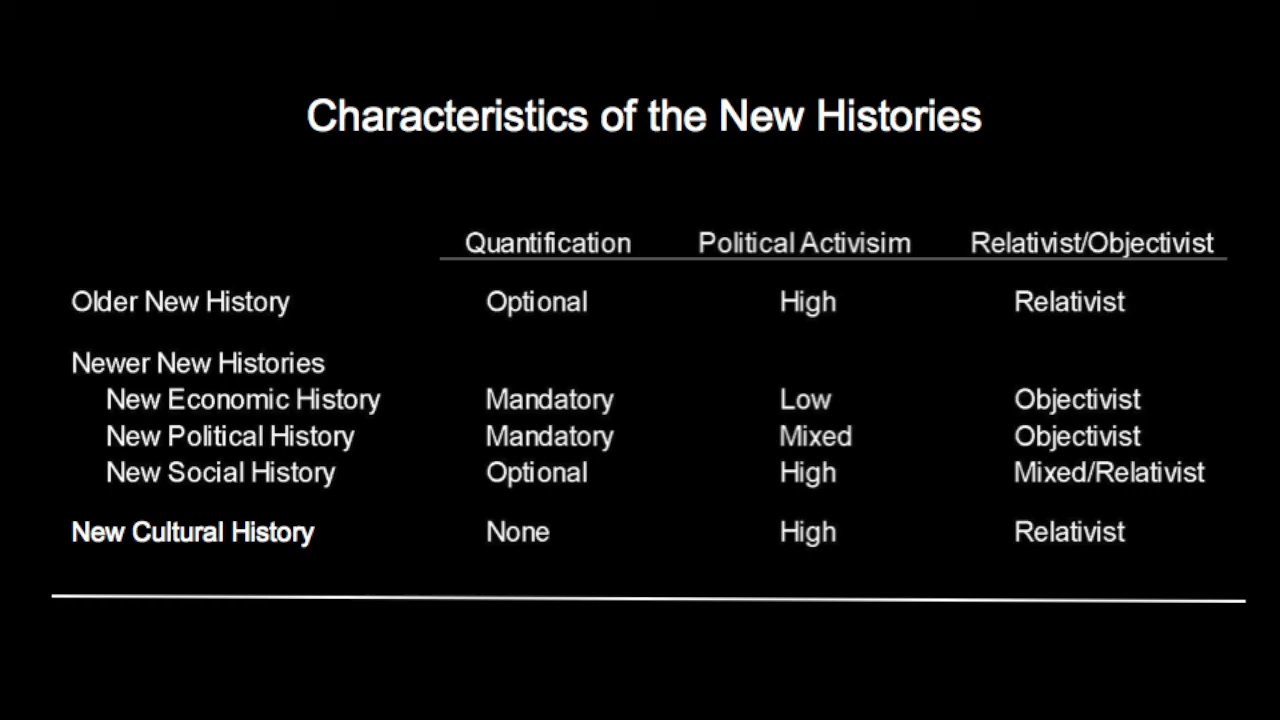 Characteristics of the New Histories
Quantification Political Activisim Relativist/Objectivist
Older New History Optional High Relativist
Newer New Histories
New Economic History Mandatory Low Objectivist
New Political History Mandatory Mixed Objectivist
New Social History Optional High Mixed/Relativist
New Cultural History None High Relativist